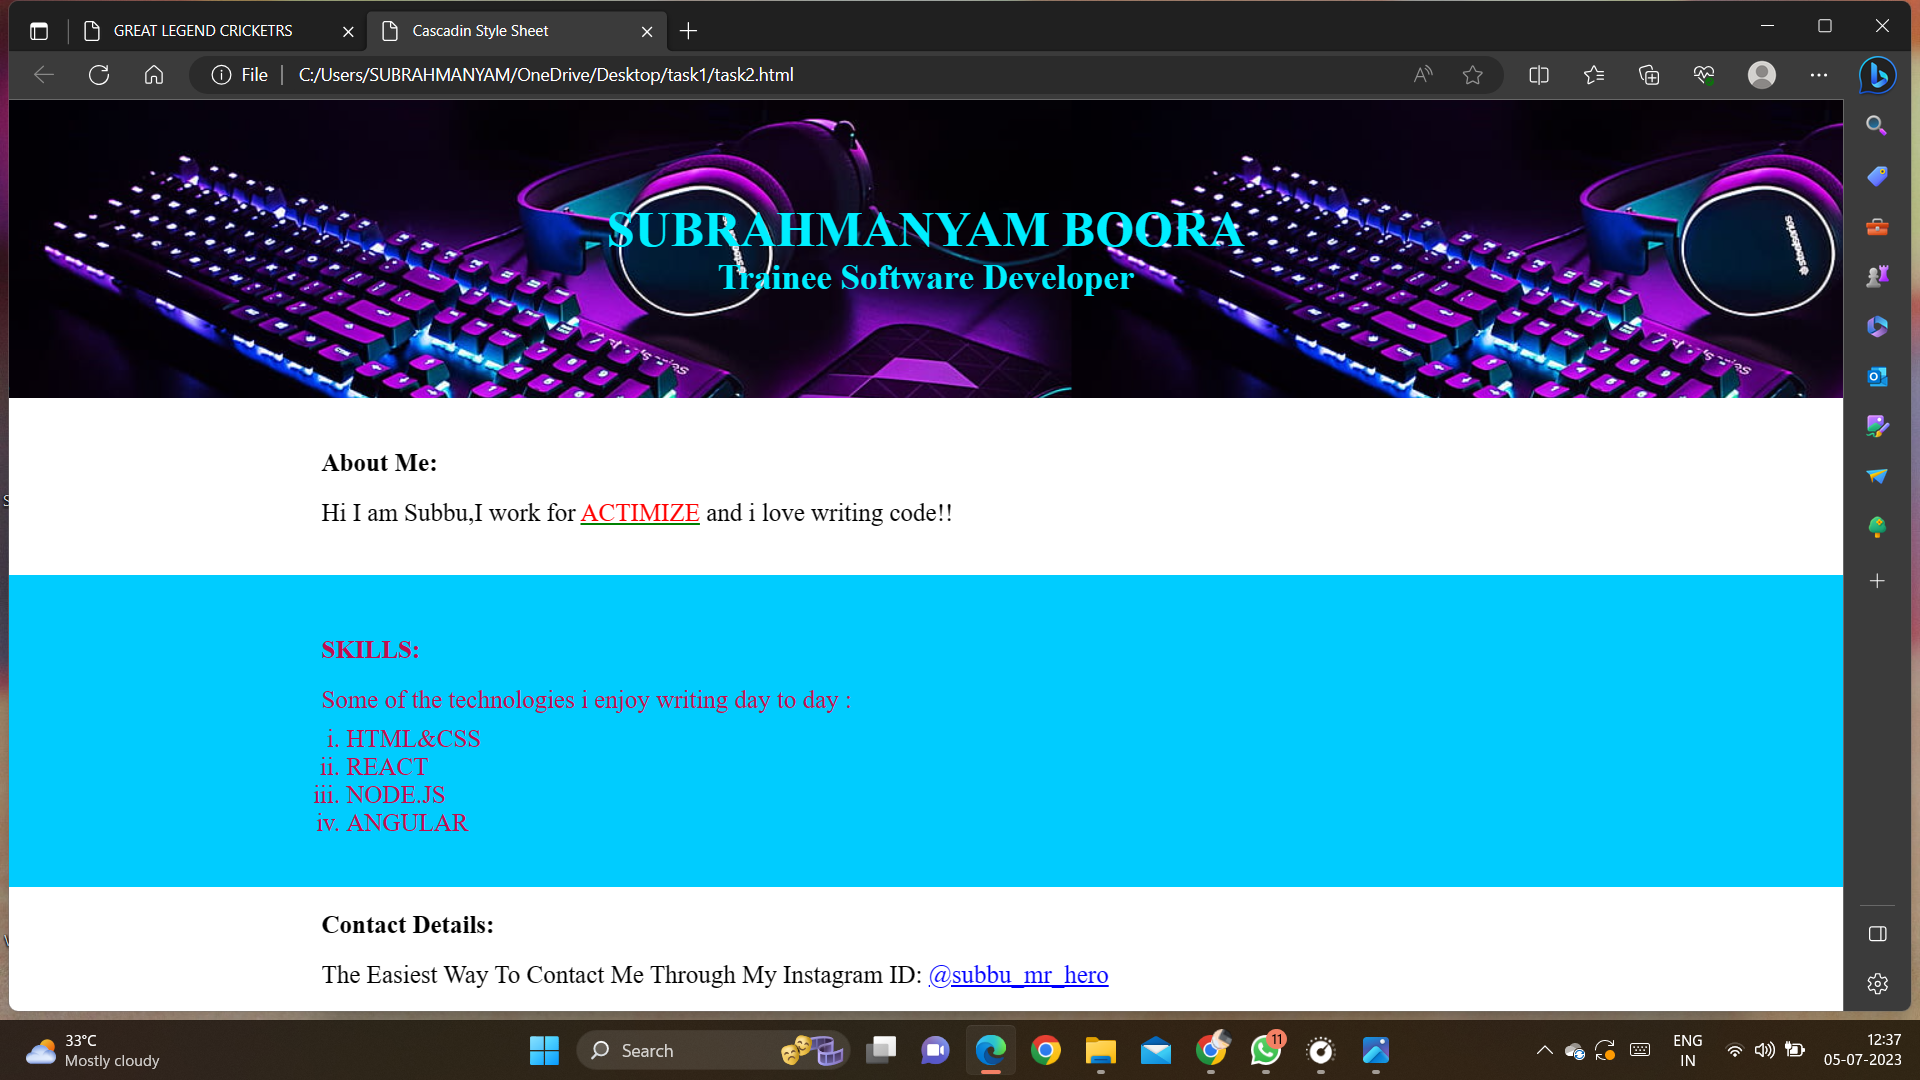 GREAT LEGEND CRICKETRS
Cascadin Style Sheet
File
C:/Users/SUBRAHMANYAM/OneDrive/Desktop/task1/task2.html
SUBRAHMANYAM BOORA
Trainee Software Developer
About Me:
Hi I am Subbu,I work for ACTIMIZE and i love writing code!!
SKILLS:
Some of the technologies i enjoy writing day to day :
i. HTML&CSS
ii. REACT
iii. NODE.JS
iv. ANGULAR
Contact Details:
The Easiest Way To Contact Me Through My Instagram ID: @subbu_mr_hero
33°C
Mostly cloudy
Search
11
ENG
IN
12:37
05-07-2023